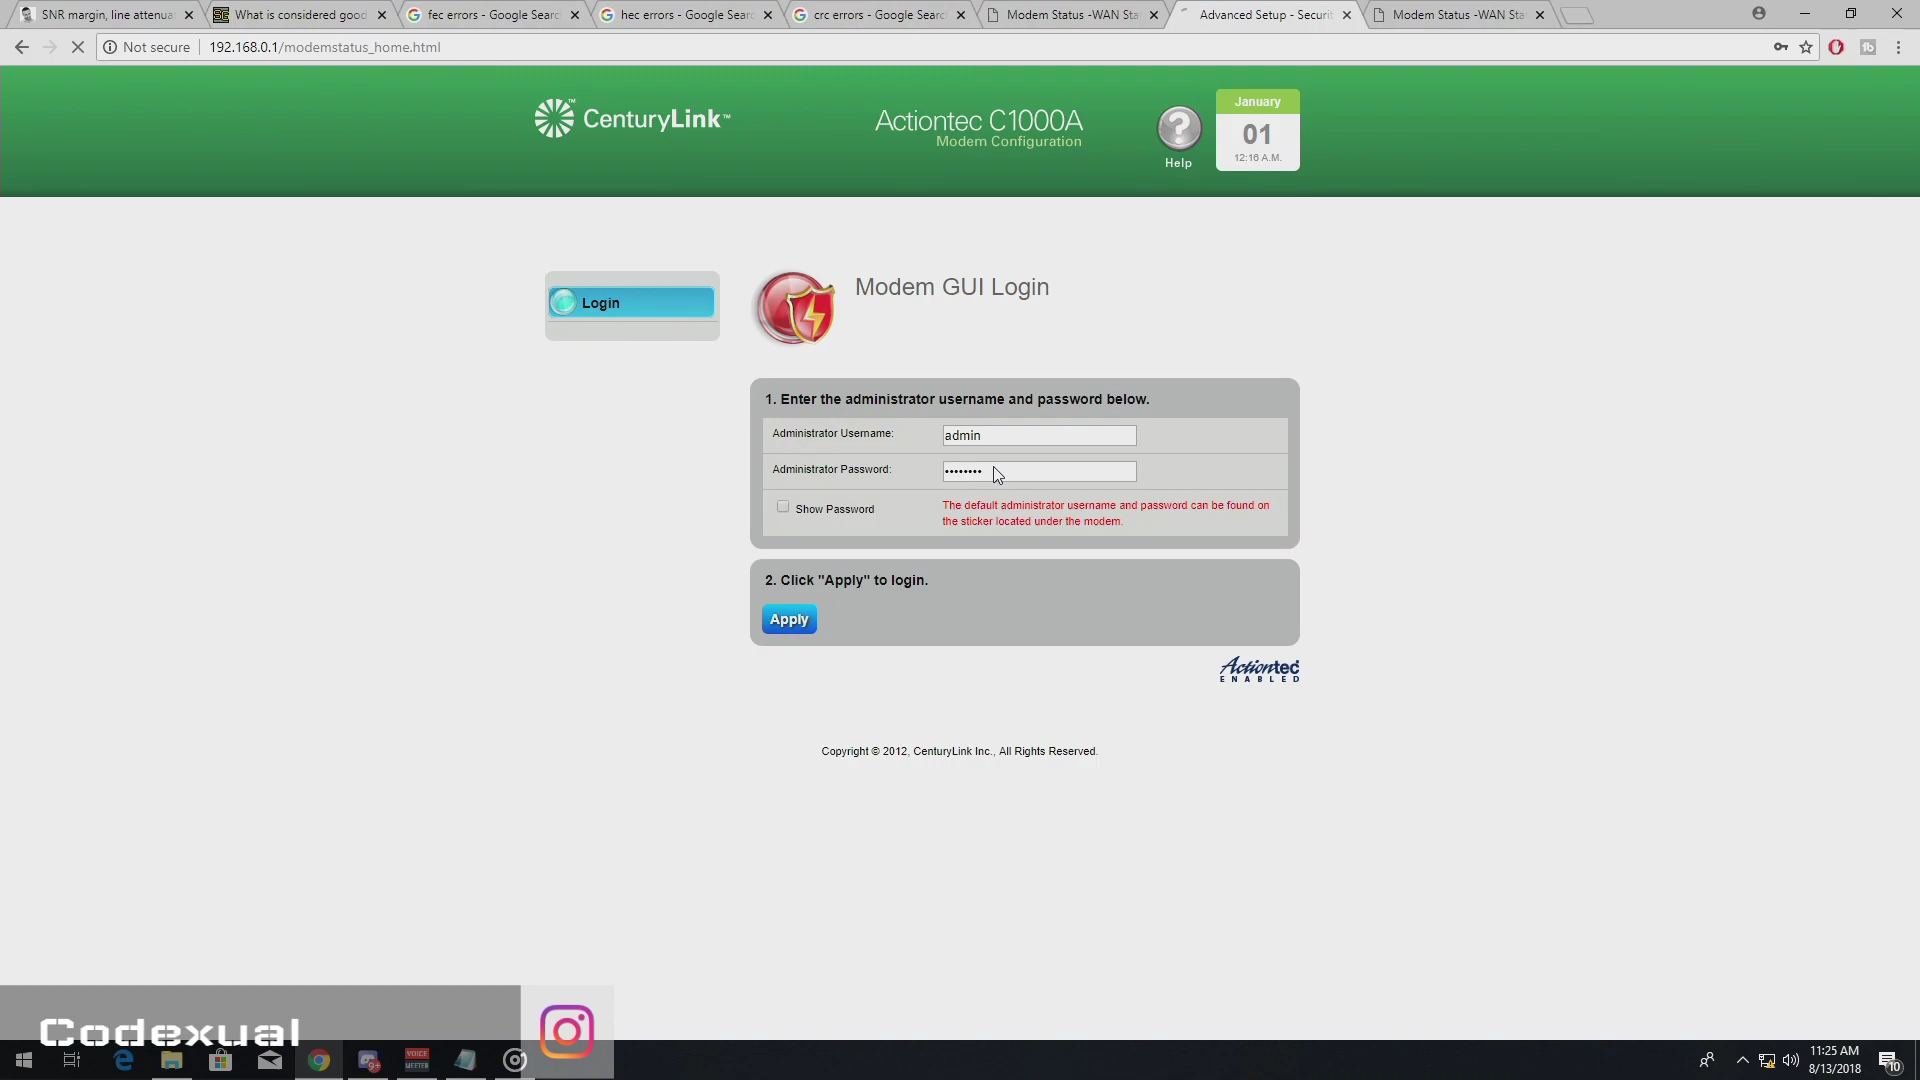 SNR margin, line attenua
What is considered good
fec errors - Google Searc
hec errors - Google Searc
crc errors - Google Searc
Modem Status -WAN Sta
Advanced Setup - Securit
Modem Status -WAN Sta
Not secure
192.168.0.1/modemstatus_home.html
CenturyLink™
Actiontec C1000A
Modem Configuration
Help
January
01
12:16 A.M.
Login
Modem GUI Login
1. Enter the administrator username and password below.
Administrator Username:
admin
Administrator Password:
••••••••
Show Password
The default administrator username and password can be found on
the sticker located under the modem.
2. Click "Apply" to login.
Apply
Actiontec
ENABLED
Copyright © 2012, CenturyLink Inc., All Rights Reserved.
Codexual
VOICE
MEETER
9+
11:25 AM
8/13/2018
10